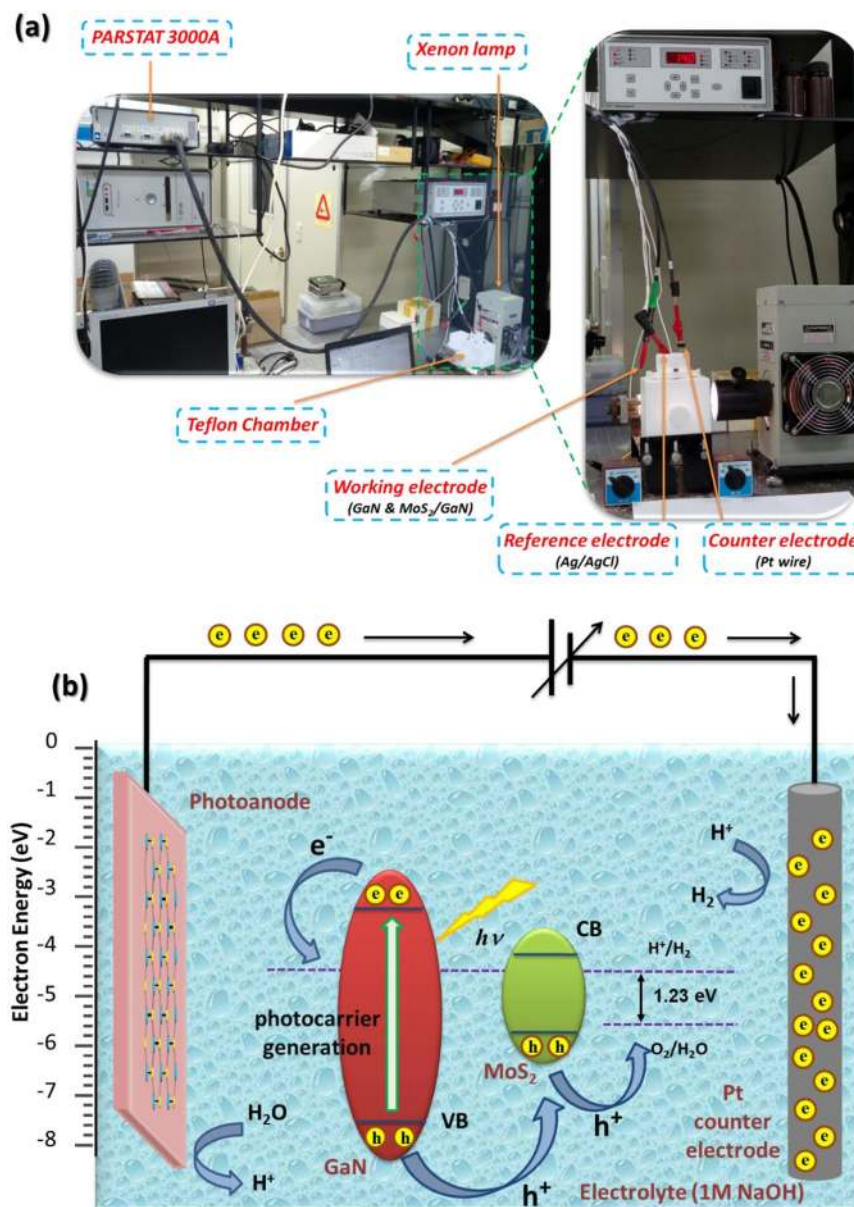 (a)
PARSTAT 3000A
Xenon lamp
Teflon Chamber
Working electrode
(GaN & MoS₂/GaN)
Reference electrode
(Ag/AgCl)
Counter electrode
(Pt wire)
(b)
e e e e
e e e
0
-1
-2
-3
-4
-5
-6
-7
-8
Electron Energy (eV)
Photoanode
H₂O
H⁺
e⁻
e e
hν
photocarrier
generation
VB
h h
GaN
h⁺
CB
h h
MoS₂
h⁺
H⁺/H₂
1.23 eV
O₂/H₂O
H⁺
H₂
e
e
e
e
e
e
e e
e
e
e
e
e
Pt
counter
electrode
Electrolyte (1M NaOH)